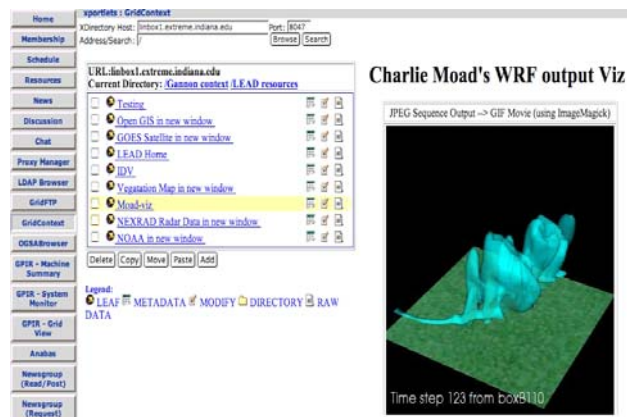 Home
Membership
Schedule
Resources
News
Discussion
Chat
Proxy Manager
LDAP Browser
GridFTP
GridContext
OGSABrowser
GPIR - Machine
Summary
GPIR - System
Monitor
GPIR - Grid
View
Anabas
Newsgroup
(Read/Post)
Newsgroup
(Request)
xportlets : GridContext
XDirectory Host: linbox1.extreme.indiana.edu Port: 8047
Address/Search: / Browse Search
URL:linbox1.extreme.indiana.edu
Current Directory: /Gannon context /LEAD resources
Testing
Open GIS in new window
GOES Satellite in new window
LEAD Home
IDV
Vegatation Map in new window
Moad-viz
NEXRAD Radar Data in new window
NOAA in new window
Delete Copy Move Paste Add
Legend:
LEAF METADATA MODIFY DIRECTORY RAW
DATA
Charlie Moad's WRF output Viz
JPEG Sequence Output --> GIF Movie (using ImageMagick)
Time step 123 from boxB110